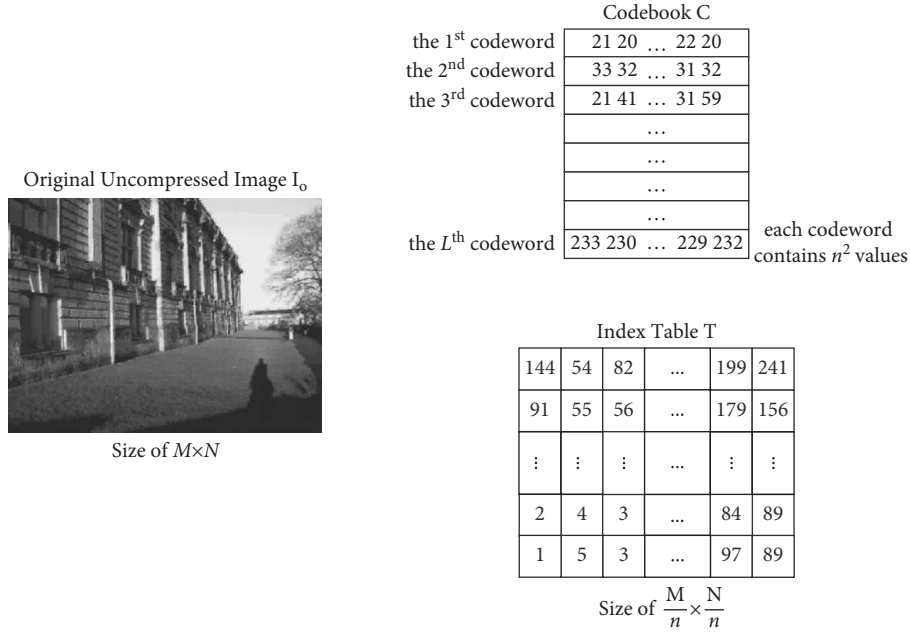 Original Uncompressed Image Iₒ
Size of M×N
Codebook C
the 1ˢᵗ codeword 21 20 … 22 20
the 2ⁿᵈ codeword 33 32 … 31 32
the 3ʳᵈ codeword 21 41 … 31 59
…
…
…
…
the Lᵗʰ codeword 233 230 … 229 232
each codeword
contains n² values
Index Table T
144 54 82 ... 199 241
91 55 56 ... 179 156
⋮ ⋮ ⋮ ... ⋮ ⋮
2 4 3 ... 84 89
1 5 3 ... 97 89
Size of M/n × N/n